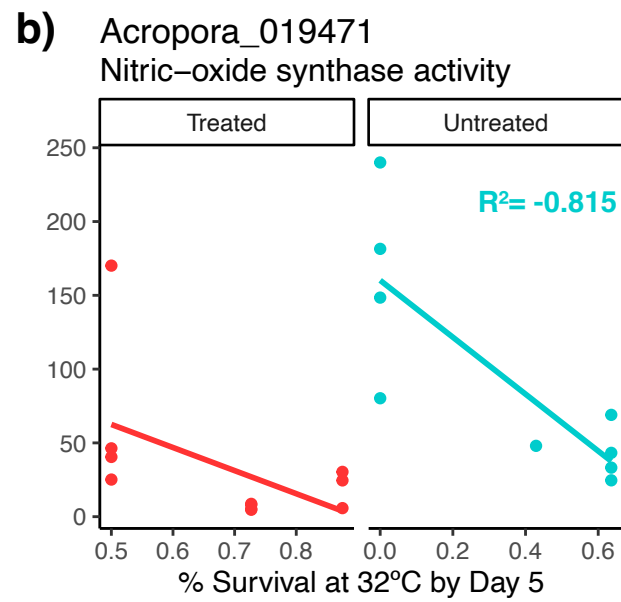 b) Acropora_019471
Nitric−oxide synthase activity
Treated Untreated
250
200
150
100
50
0
R²= -0.815
0.5 0.6 0.7 0.8 0.0 0.2 0.4 0.6
% Survival at 32ºC by Day 5